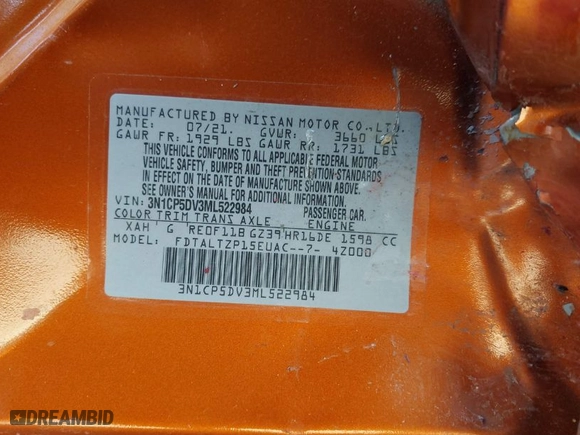 MANUFACTURED BY NISSAN MOTOR CO., LTD.
DATE: 07/21. GVWR: 3660 LBS
GAWR FR: 1929 LBS GAWR RR: 1731 LBS
THIS VEHICLE CONFORMS TO ALL APPLICABLE FEDERAL MOTOR
VEHICLE SAFETY, BUMPER AND THEFT PREVENTION STANDARDS
IN EFFECT ON THE DATE OF MANUFACTURE SHOWN ABOVE.
SEE OWNER'S MANUAL FOR ADDITIONAL INFORMATION.
VIN: 3N1CP5DV3ML522984 PASSENGER CAR.
COLOR TRIM TRANS AXLE ENGINE
XAH G RE0F11B GZ39 HR16DE 1598 CC
MODEL: FDTALTZP15EUAC--7- 4Z000
3N1CP5DV3ML522984
DREAMBID